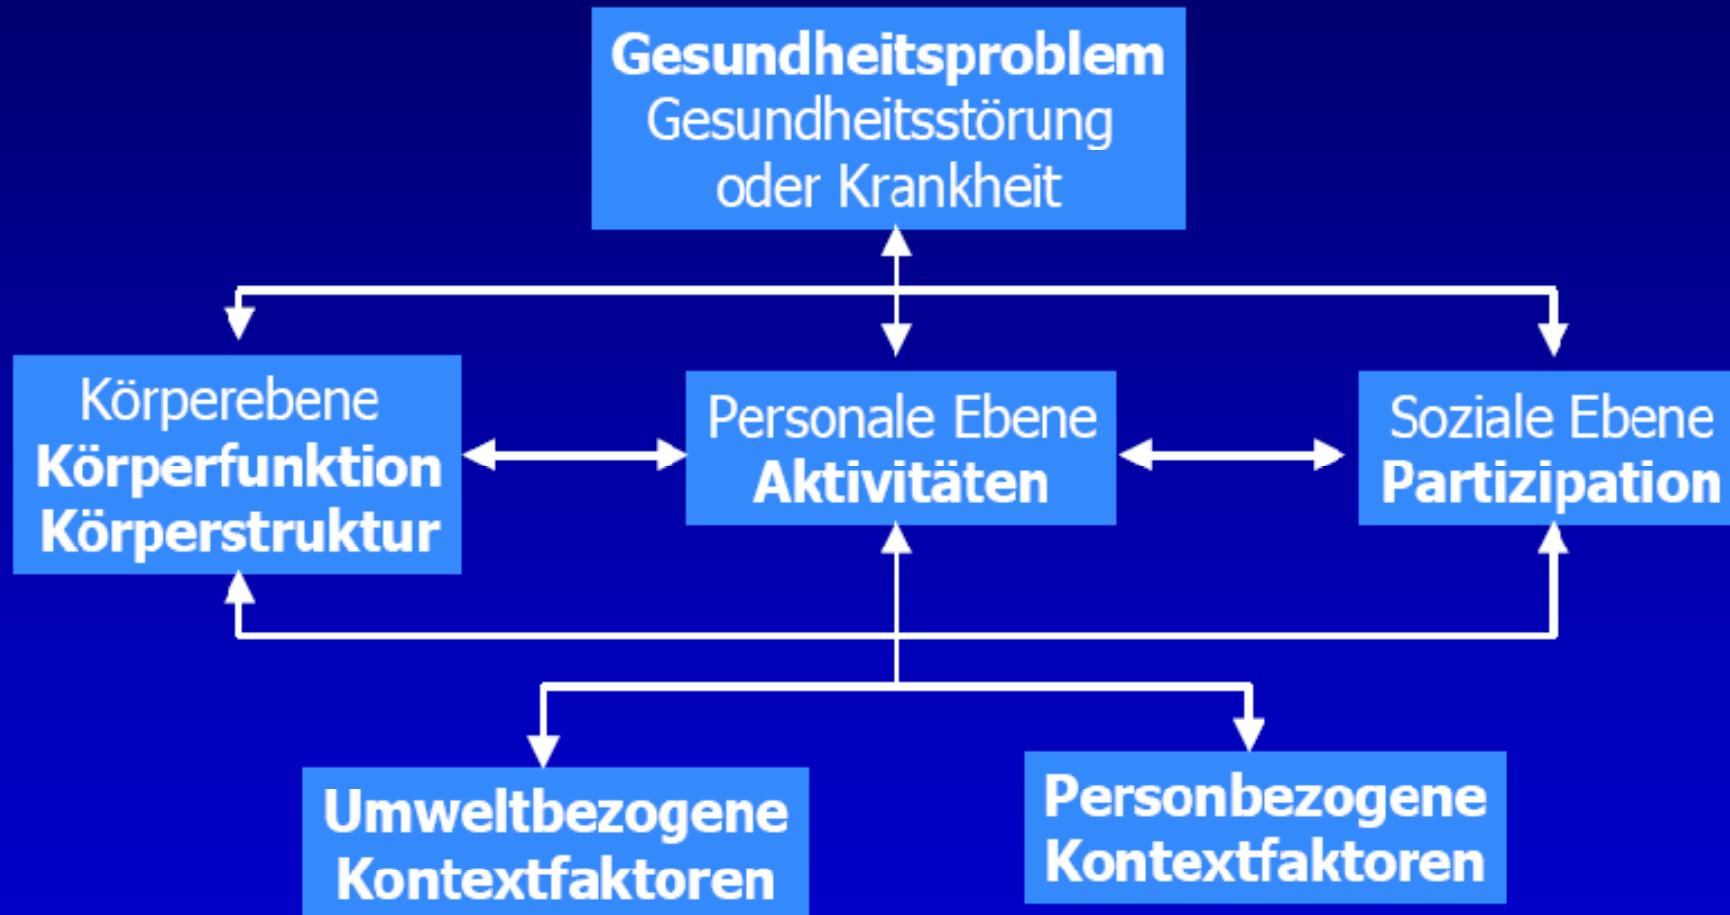 Gesundheitsproblem
Gesundheitsstörung
oder Krankheit
Körperebene
Körperfunktion
Körperstruktur
Personale Ebene
Aktivitäten
Soziale Ebene
Partizipation
Umweltbezogene
Kontextfaktoren
Personbezogene
Kontextfaktoren